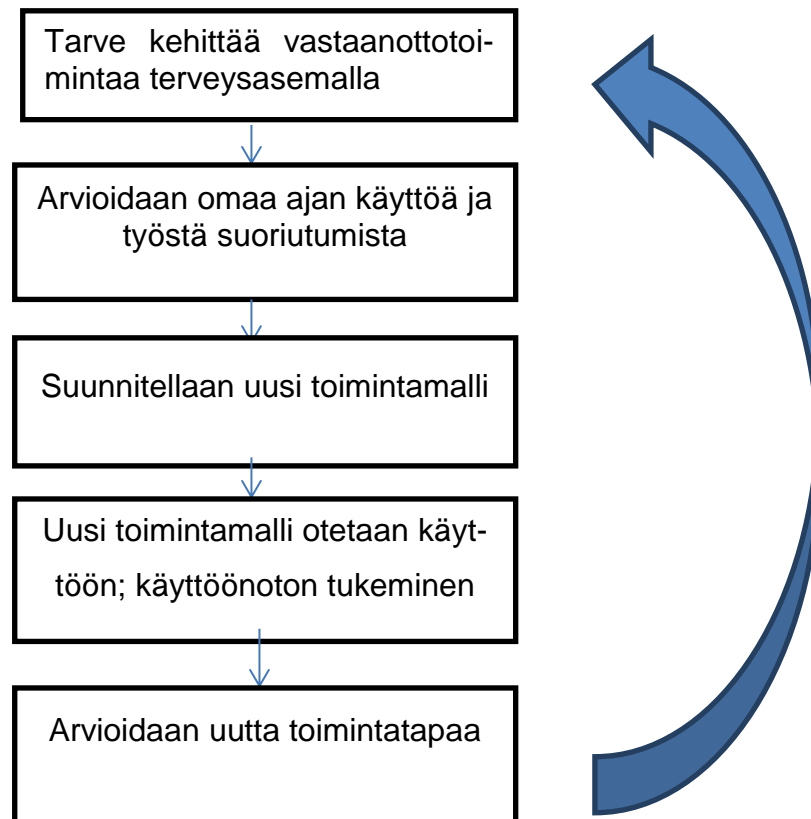 Tarve kehittää vastaanottotoi-
mintaa terveysasemalla
Arvioidaan omaa ajan käyttöä ja
työstä suoriutumista
Suunnitellaan uusi toimintamalli
Uusi toimintamalli otetaan käyt-
töön; käyttöönoton tukeminen
Arvioidaan uutta toimintatapaa